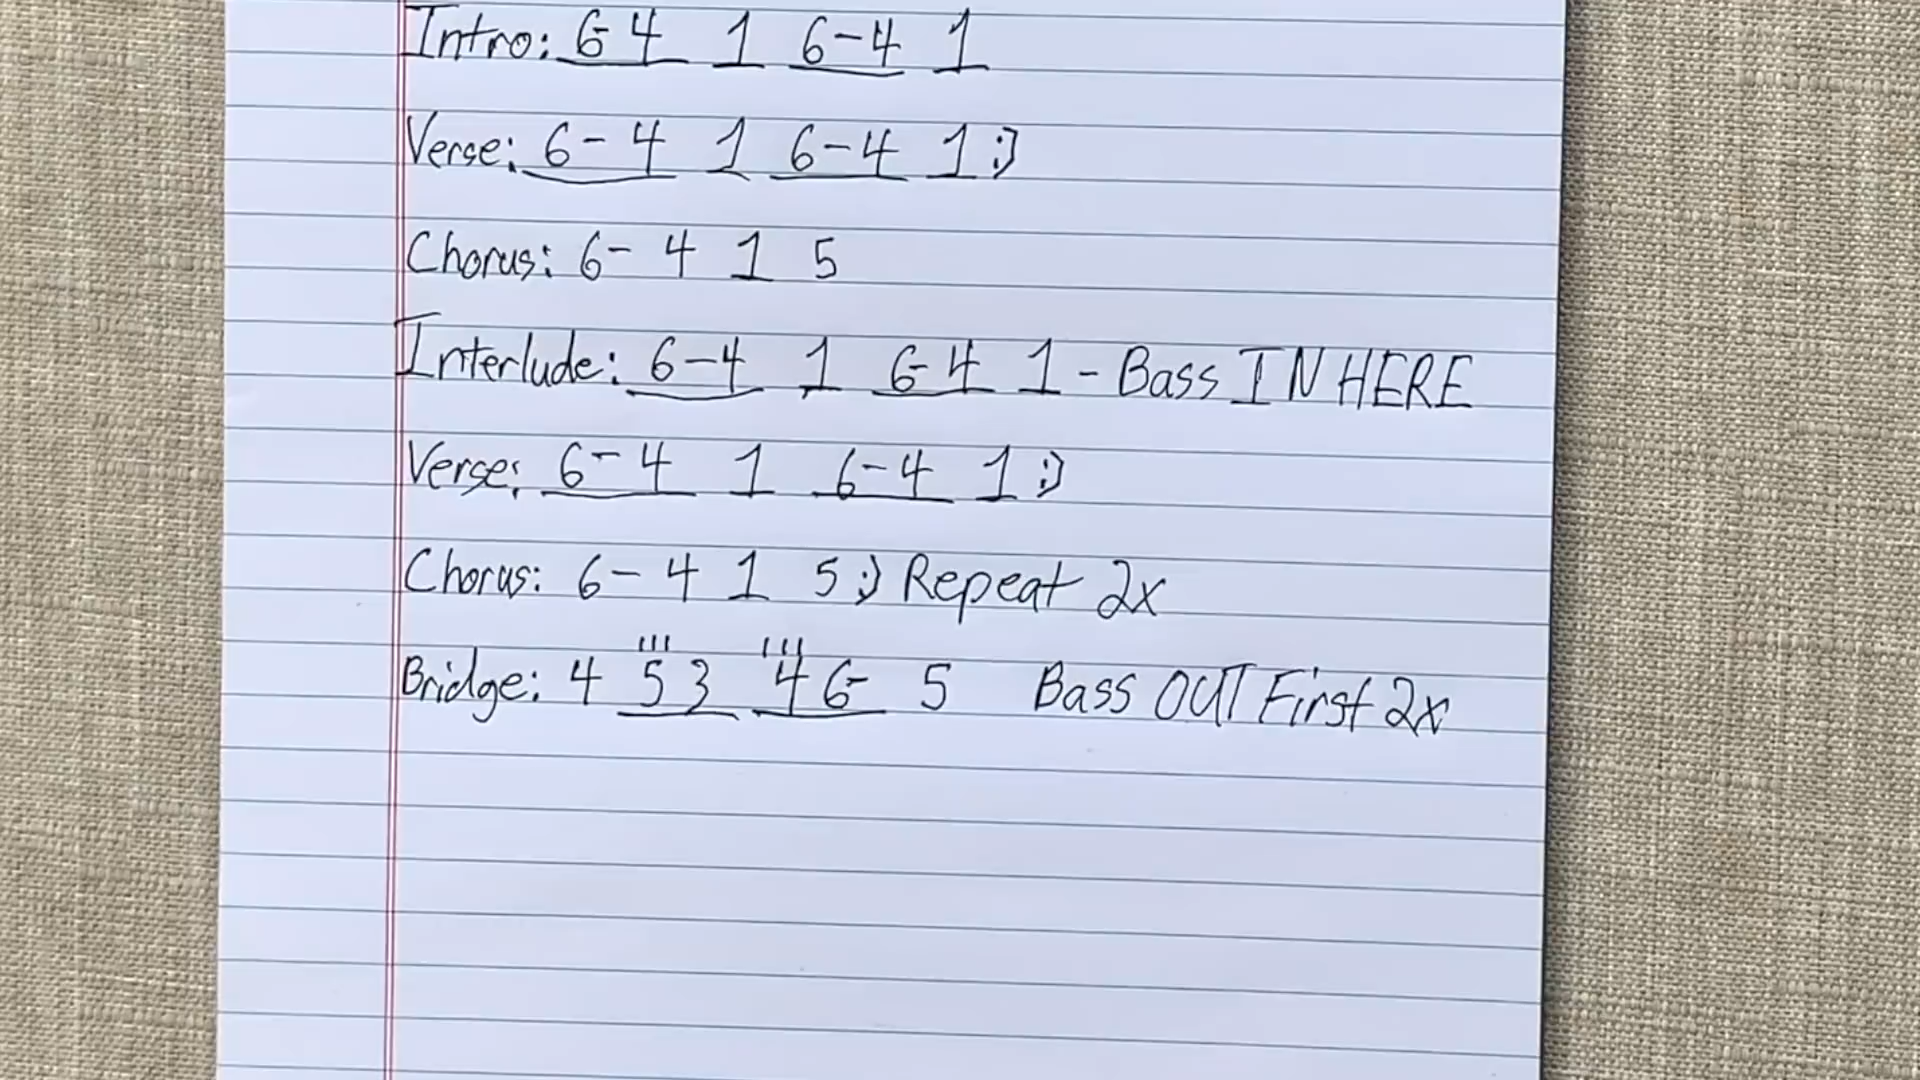 Intro: 6- 4 1 6-4 1
Verse: 6- 4 1 6-4 1 :)
Chorus: 6- 4 1 5
Interlude: 6-4 1 6-4 1 - Bass IN HERE
Verse: 6- 4 1 6-4 1 :)
Chorus: 6- 4 1 5 :) Repeat 2x
Bridge: 4 5 3 4 6- 5 Bass OUT First 2x